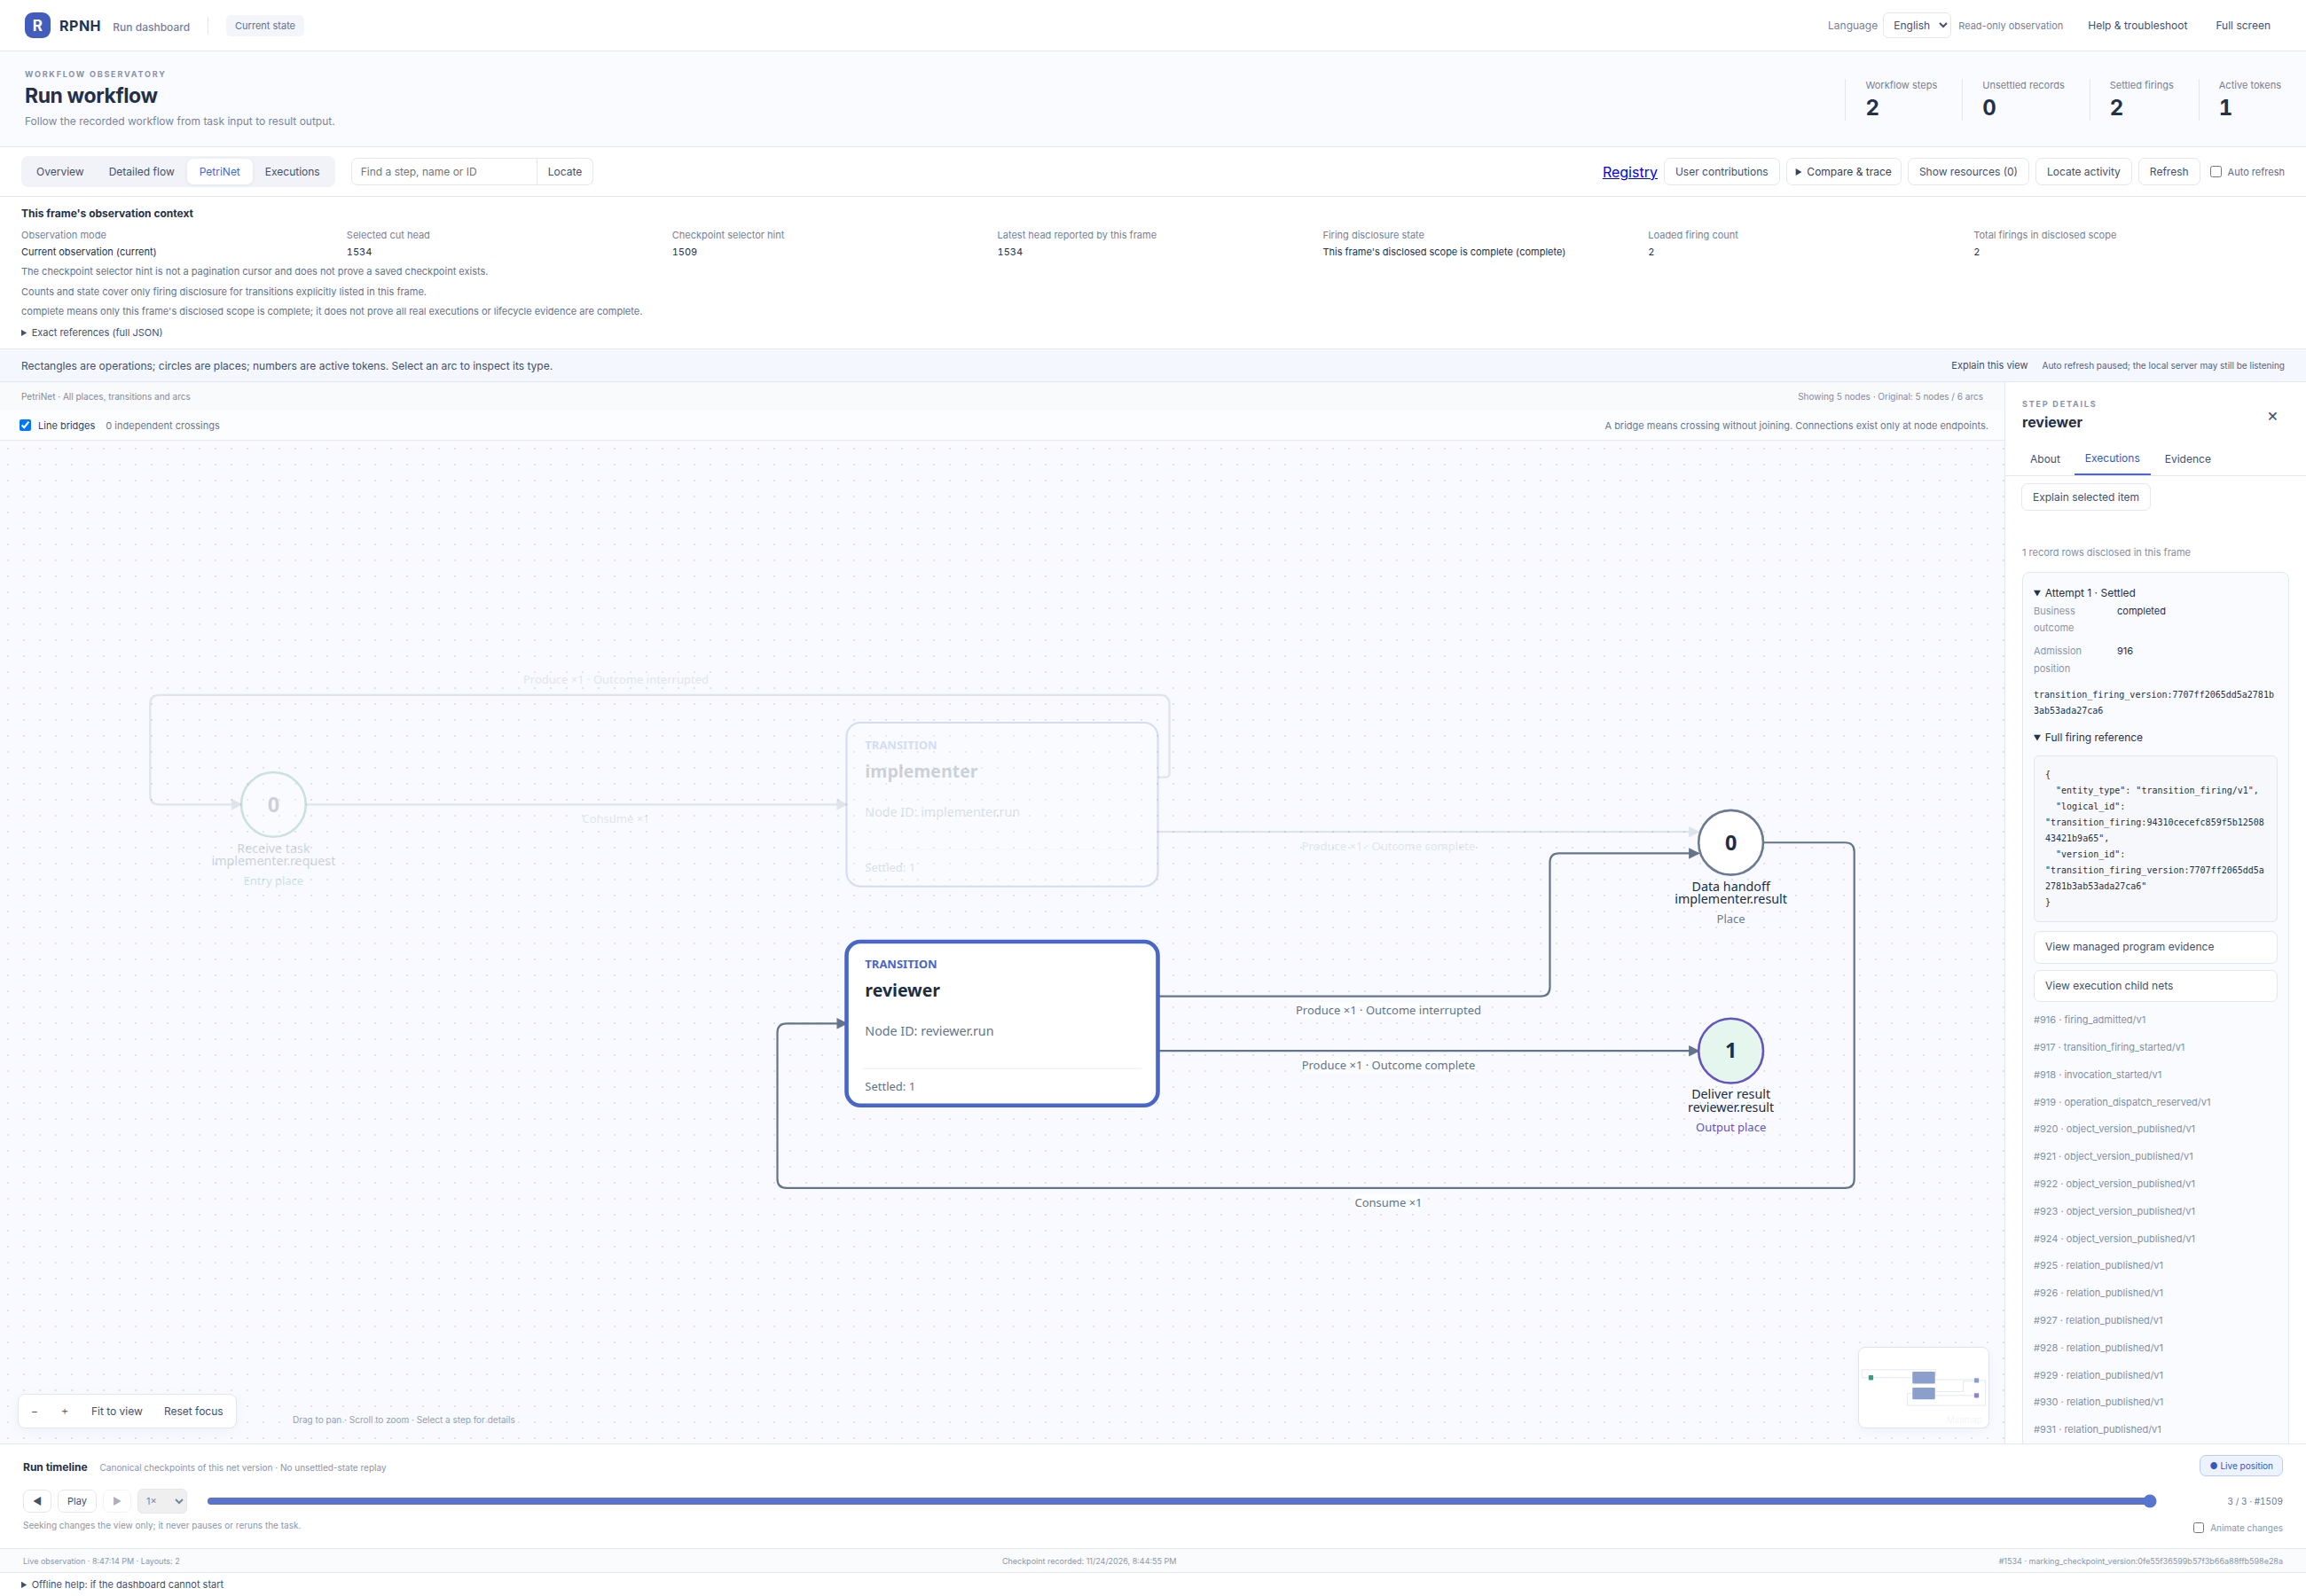 R RPNH Run dashboard Current state
Language English Read-only observation Help & troubleshoot Full screen
WORKFLOW OBSERVATORY
Run workflow
Follow the recorded workflow from task input to result output.
Workflow steps Unsettled records Settled firings Active tokens
2 0 2 1
Overview Detailed flow PetriNet Executions Find a step, name or ID Locate
Registry User contributions Compare & trace Show resources (0) Locate activity Refresh Auto refresh
This frame's observation context
Observation mode Selected cut head Checkpoint selector hint Latest head reported by this frame Firing disclosure state Loaded firing count Total firings in disclosed scope
Current observation (current) 1534 1509 1534 This frame's disclosed scope is complete (complete) 2 2
The checkpoint selector hint is not a pagination cursor and does not prove a saved checkpoint exists.
Counts and state cover only firing disclosure for transitions explicitly listed in this frame.
complete means only this frame's disclosed scope is complete; it does not prove all real executions or lifecycle evidence are complete.
Exact references (full JSON)
Rectangles are operations; circles are places; numbers are active tokens. Select an arc to inspect its type.
Explain this view Auto refresh paused; the local server may still be listening
PetriNet · All places, transitions and arcs
Showing 5 nodes · Original: 5 nodes / 6 arcs
Line bridges 0 independent crossings
A bridge means crossing without joining. Connections exist only at node endpoints.
Produce ×1 · Outcome interrupted
TRANSITION
implementer
Node ID: implementer.run
Settled: 1
0
Receive task
implementer.request
Entry place
Consume ×1
Produce ×1 · Outcome complete
0
Data handoff
implementer.result
Place
TRANSITION
reviewer
Node ID: reviewer.run
Settled: 1
Produce ×1 · Outcome interrupted
Produce ×1 · Outcome complete
1
Deliver result
reviewer.result
Output place
Consume ×1
− + Fit to view Reset focus
Drag to pan · Scroll to zoom · Select a step for details
Minimap
STEP DETAILS
reviewer
×
About Executions Evidence
Explain selected item
1 record rows disclosed in this frame
Attempt 1 · Settled
Business completed
outcome
Admission 916
position
transition_firing_version:7707ff2065dd5a2781b
3ab53ada27ca6
Full firing reference
{
"entity_type": "transition_firing/v1",
"logical_id":
"transition_firing:94310cecefc859f5b12508
43421b9a65",
"version_id":
"transition_firing_version:7707ff2065dd5a
2781b3ab53ada27ca6"
}
View managed program evidence
View execution child nets
#916 · firing_admitted/v1
#917 · transition_firing_started/v1
#918 · invocation_started/v1
#919 · operation_dispatch_reserved/v1
#920 · object_version_published/v1
#921 · object_version_published/v1
#922 · object_version_published/v1
#923 · object_version_published/v1
#924 · object_version_published/v1
#925 · relation_published/v1
#926 · relation_published/v1
#927 · relation_published/v1
#928 · relation_published/v1
#929 · relation_published/v1
#930 · relation_published/v1
#931 · relation_published/v1
Run timeline Canonical checkpoints of this net version · No unsettled-state replay
Live position
Play 1×
3 / 3 · #1509
Seeking changes the view only; it never pauses or reruns the task.
Animate changes
Live observation · 8:47:14 PM · Layouts: 2
Checkpoint recorded: 11/24/2026, 8:44:55 PM
#1534 · marking_checkpoint_version:0fe55f36599b57f3b66a88ffb598e28a
Offline help: if the dashboard cannot start